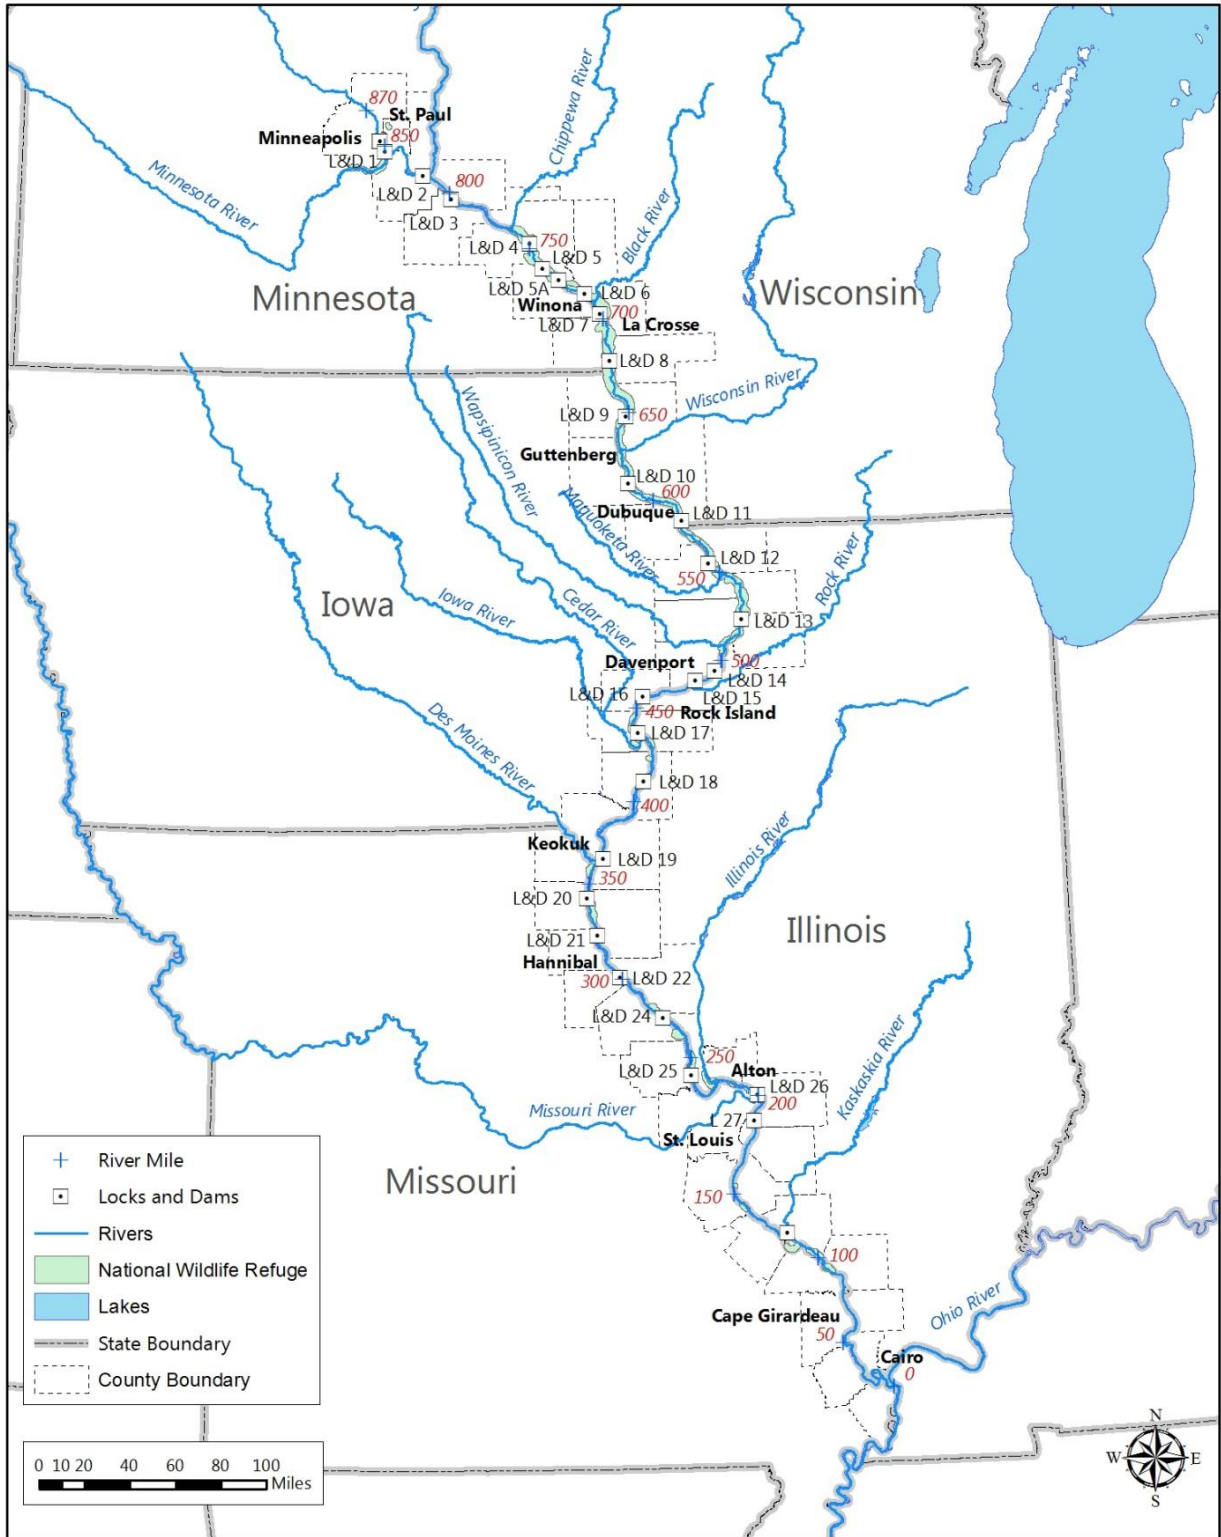 870
St. Paul
Minneapolis
850
L&D 1
Chippewa River
Minnesota River
L&D 2
800
L&D 3
Black River
L&D 4
750
L&D 5
L&D 5A
L&D 6
Minnesota
Wisconsin
Winona
700
L&D 7
La Crosse
L&D 8
Wisconsin River
Wapsipinicon River
L&D 9
650
Guttenberg
L&D 10
600
Dubuque
L&D 11
Maquoketa River
L&D 12
550
Rock River
Iowa
Iowa River
Cedar River
L&D 13
Davenport
500
L&D 14
L&D 15
L&D 16
450
Rock Island
Des Moines River
L&D 17
L&D 18
400
Keokuk
L&D 19
Illinois River
350
L&D 20
L&D 21
Illinois
Hannibal
300
L&D 22
L&D 24
Kaskaskia River
250
L&D 25
Alton
L&D 26
200
Missouri River
L 27
St. Louis
Missouri
150
100
Ohio River
Cape Girardeau
50
Cairo
0
River Mile
Locks and Dams
Rivers
National Wildlife Refuge
Lakes
State Boundary
County Boundary
0 10 20 40 60 80 100
Miles
N
W E
S